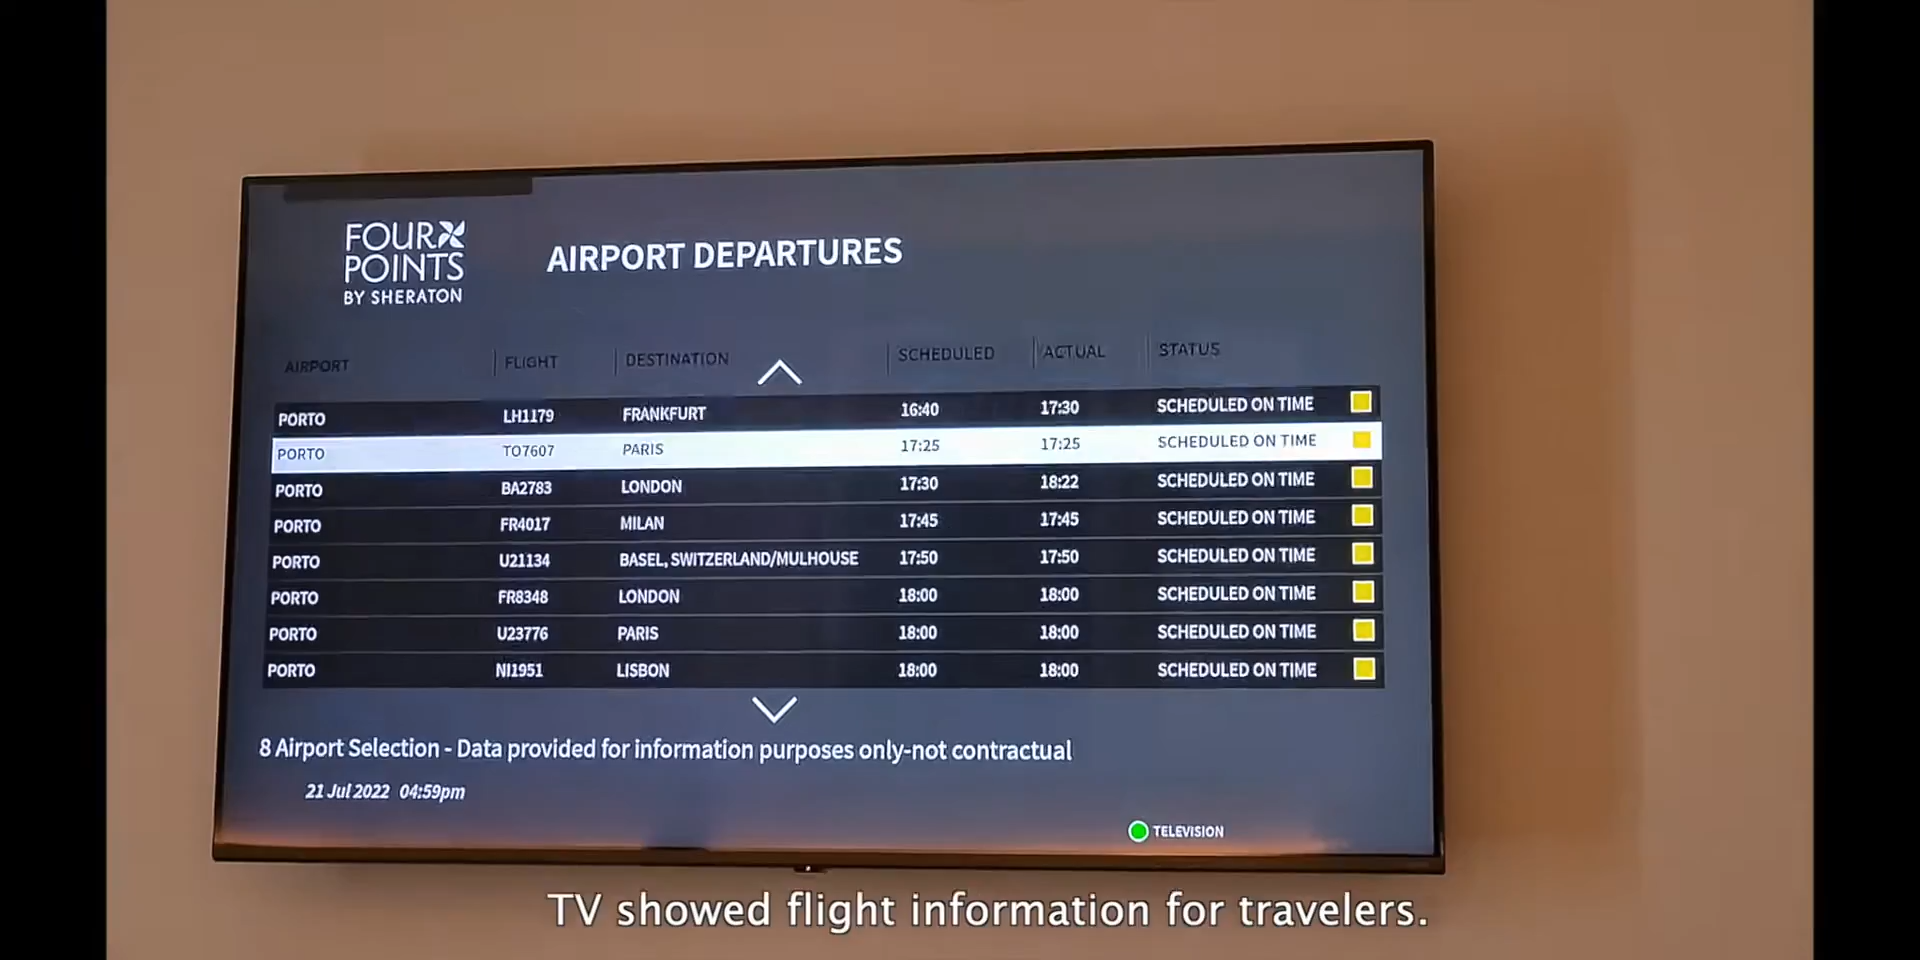 FOUR
POINTS
BY SHERATON
AIRPORT DEPARTURES
AIRPORT FLIGHT DESTINATION SCHEDULED ACTUAL STATUS
PORTO LH1179 FRANKFURT 16:40 17:30 SCHEDULED ON TIME
PORTO TO7607 PARIS 17:25 17:25 SCHEDULED ON TIME
PORTO BA2783 LONDON 17:30 18:22 SCHEDULED ON TIME
PORTO FR4017 MILAN 17:45 17:45 SCHEDULED ON TIME
PORTO U21134 BASEL, SWITZERLAND/MULHOUSE 17:50 17:50 SCHEDULED ON TIME
PORTO FR8348 LONDON 18:00 18:00 SCHEDULED ON TIME
PORTO U23776 PARIS 18:00 18:00 SCHEDULED ON TIME
PORTO NI1951 LISBON 18:00 18:00 SCHEDULED ON TIME
8 Airport Selection - Data provided for information purposes only-not contractual
21 Jul 2022 04:59pm
TELEVISION
TV showed flight information for travelers.